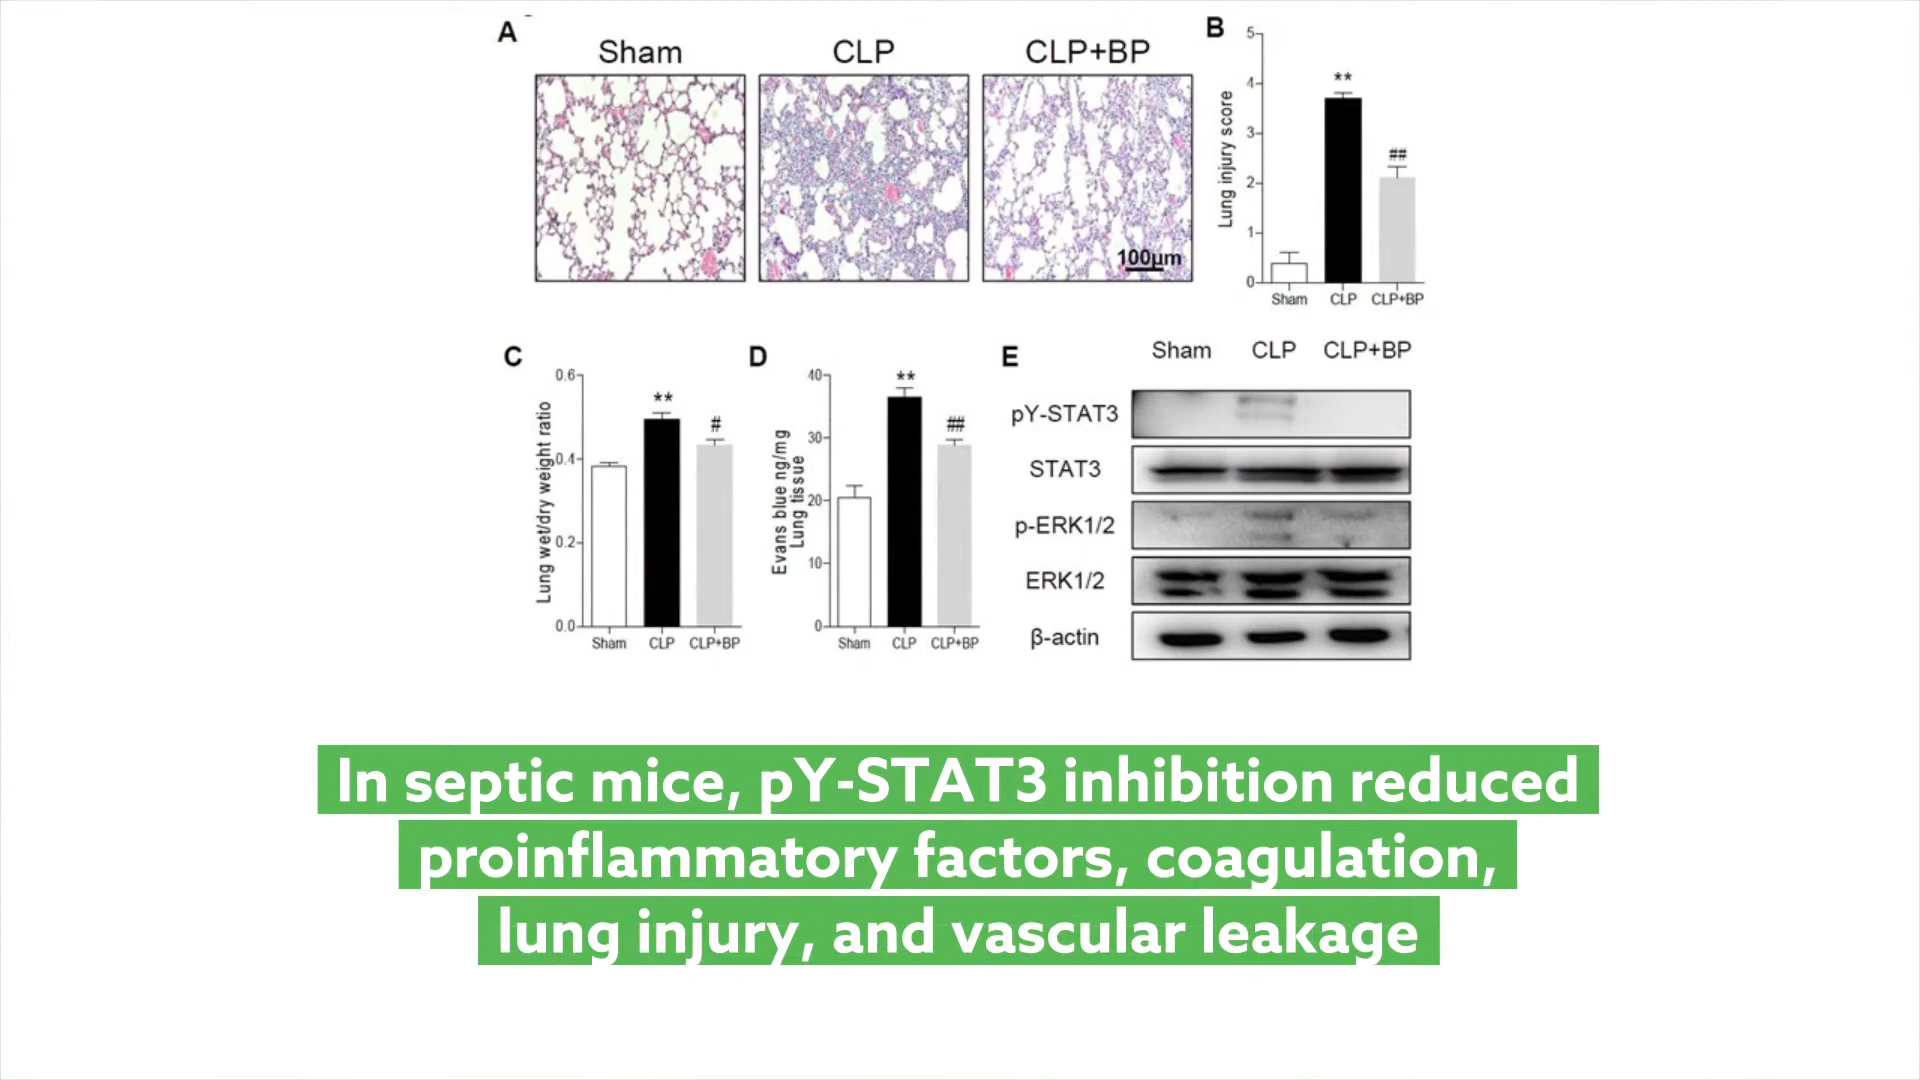 A
Sham
CLP
CLP+BP
100µm
B
Lung injury score
5
4
3
2
1
0
**
##
Sham
CLP
CLP+BP
C
Lung wet/dry weight ratio
0.6
0.4
0.2
0.0
**
#
Sham
CLP
CLP+BP
D
Evans blue ng/mg
Lung tissue
40
30
20
10
0
**
##
Sham
CLP
CLP+BP
E
Sham
CLP
CLP+BP
pY-STAT3
STAT3
p-ERK1/2
ERK1/2
β-actin
In septic mice, pY-STAT3 inhibition reduced
proinflammatory factors, coagulation,
lung injury, and vascular leakage